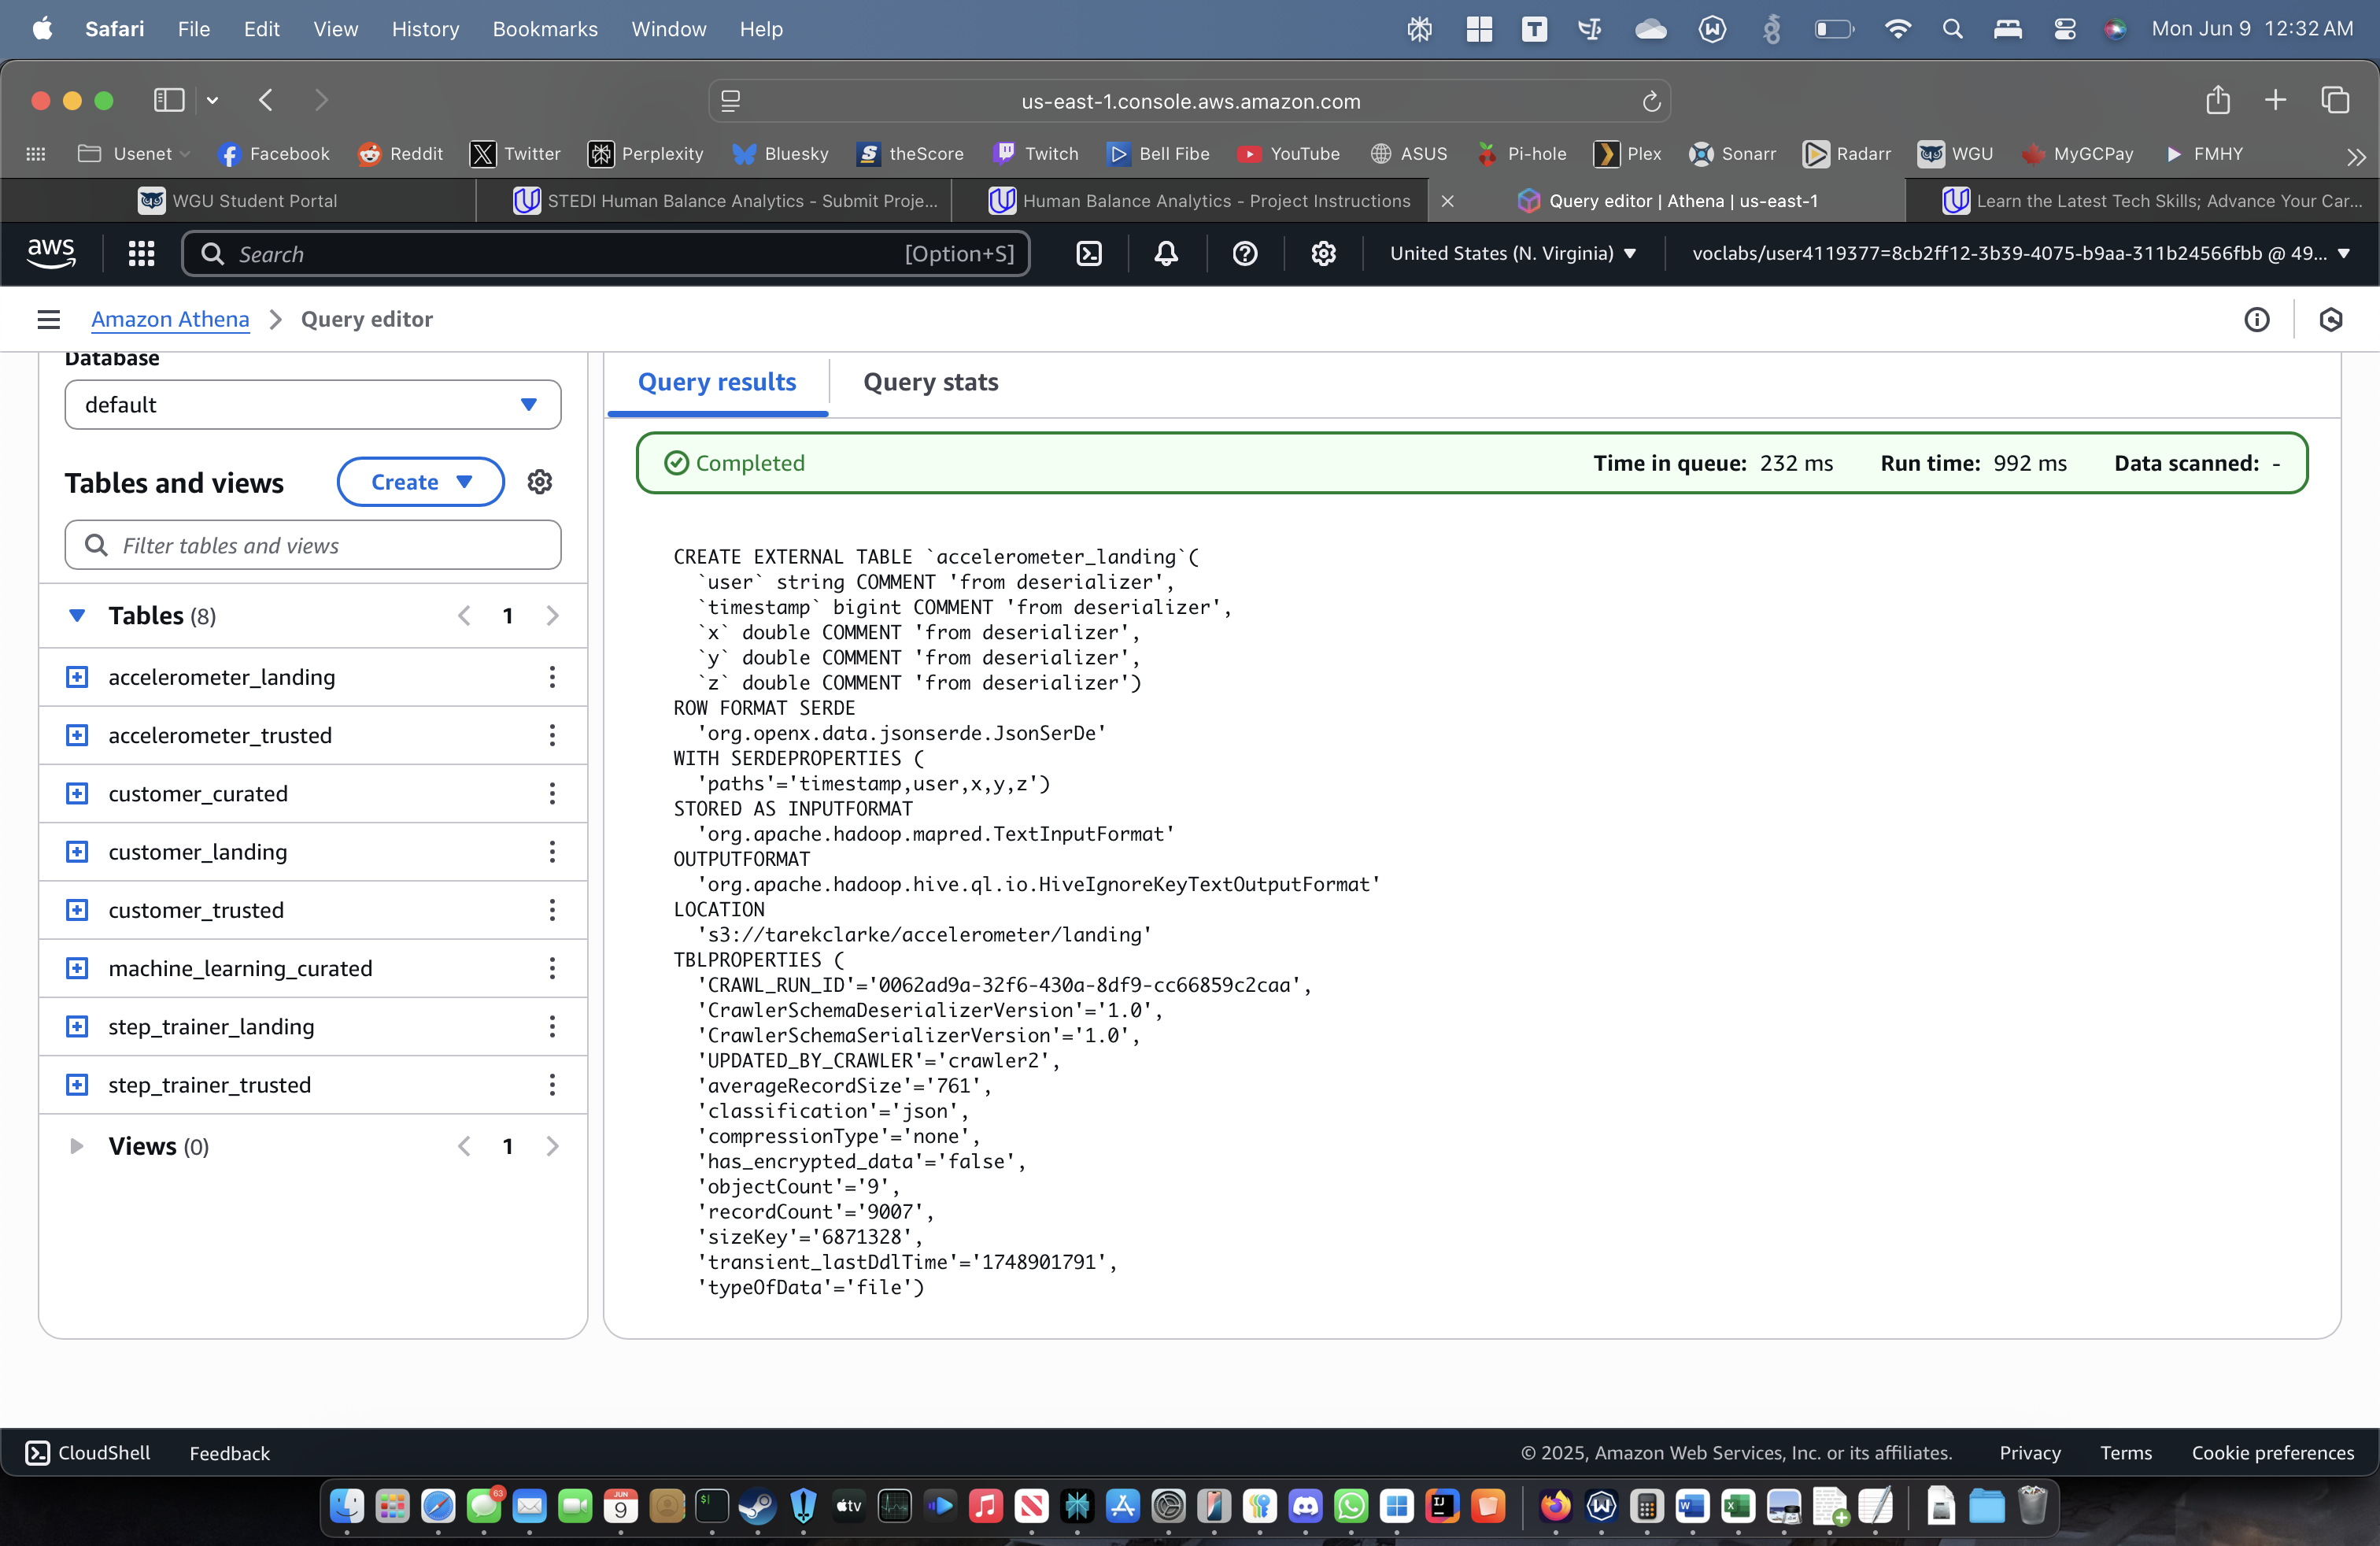 Safari File Edit View History Bookmarks Window Help Mon Jun 9 12:32 AM
us-east-1.console.aws.amazon.com
Usenet Facebook Reddit Twitter Perplexity Bluesky theScore Twitch Bell Fibe YouTube ASUS Pi-hole Plex Sonarr Radarr WGU MyGCPay FMHY
WGU Student Portal STEDI Human Balance Analytics - Submit Proje... Human Balance Analytics - Project Instructions Query editor | Athena | us-east-1 Learn the Latest Tech Skills; Advance Your Car...
aws Search [Option+S] United States (N. Virginia) voclabs/user4119377=8cb2ff12-3b39-4075-b9aa-311b24566fbb @ 49...
Amazon Athena Query editor
Database
default
Tables and views Create
Filter tables and views
Tables (8) 1
accelerometer_landing
accelerometer_trusted
customer_curated
customer_landing
customer_trusted
machine_learning_curated
step_trainer_landing
step_trainer_trusted
Views (0) 1
Query results Query stats
Completed Time in queue: 232 ms Run time: 992 ms Data scanned: -
CREATE EXTERNAL TABLE `accelerometer_landing`(
`user` string COMMENT 'from deserializer',
`timestamp` bigint COMMENT 'from deserializer',
`x` double COMMENT 'from deserializer',
`y` double COMMENT 'from deserializer',
`z` double COMMENT 'from deserializer')
ROW FORMAT SERDE
'org.openx.data.jsonserde.JsonSerDe'
WITH SERDEPROPERTIES (
'paths'='timestamp,user,x,y,z')
STORED AS INPUTFORMAT
'org.apache.hadoop.mapred.TextInputFormat'
OUTPUTFORMAT
'org.apache.hadoop.hive.ql.io.HiveIgnoreKeyTextOutputFormat'
LOCATION
's3://tarekclarke/accelerometer/landing'
TBLPROPERTIES (
'CRAWL_RUN_ID'='0062ad9a-32f6-430a-8df9-cc66859c2caa',
'CrawlerSchemaDeserializerVersion'='1.0',
'CrawlerSchemaSerializerVersion'='1.0',
'UPDATED_BY_CRAWLER'='crawler2',
'averageRecordSize'='761',
'classification'='json',
'compressionType'='none',
'has_encrypted_data'='false',
'objectCount'='9',
'recordCount'='9007',
'sizeKey'='6871328',
'transient_lastDdlTime'='1748901791',
'typeOfData'='file')
CloudShell Feedback © 2025, Amazon Web Services, Inc. or its affiliates. Privacy Terms Cookie preferences
63 JUN 9 tv